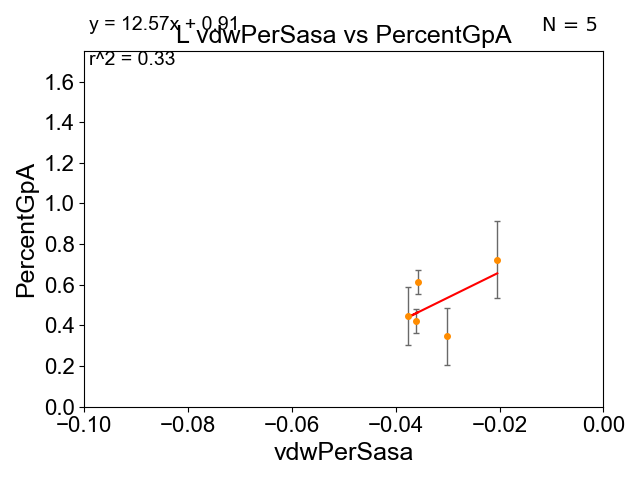 y = 12.57x + 0.91
N = 5
L vdwPerSasa vs PercentGpA
r^2 = 0.33
1.6
1.4
1.2
1.0
0.8
0.6
0.4
0.2
0.0
PercentGpA
−0.10
−0.08
−0.06
−0.04
−0.02
0.00
vdwPerSasa